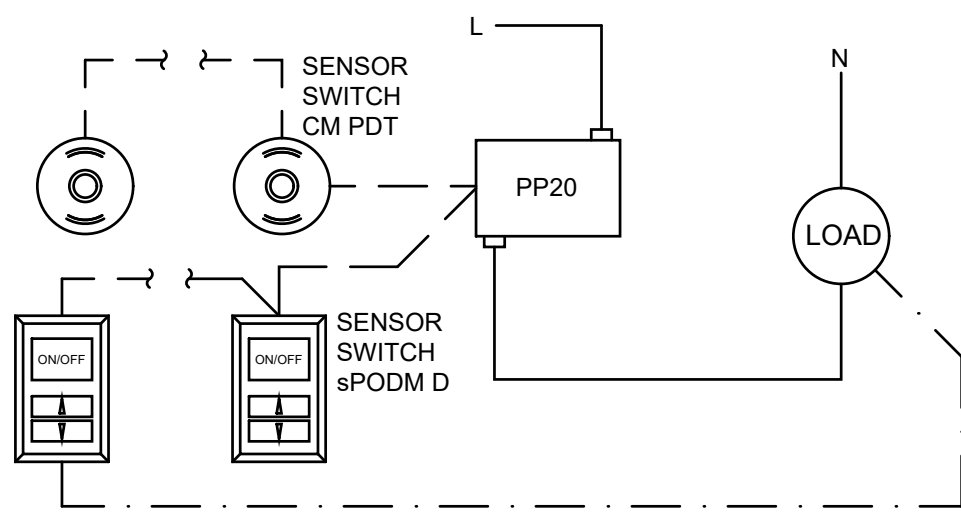 L
SENSOR
SWITCH
CM PDT
N
PP20
LOAD
SENSOR
SWITCH
sPODM D
ON/OFF
ON/OFF